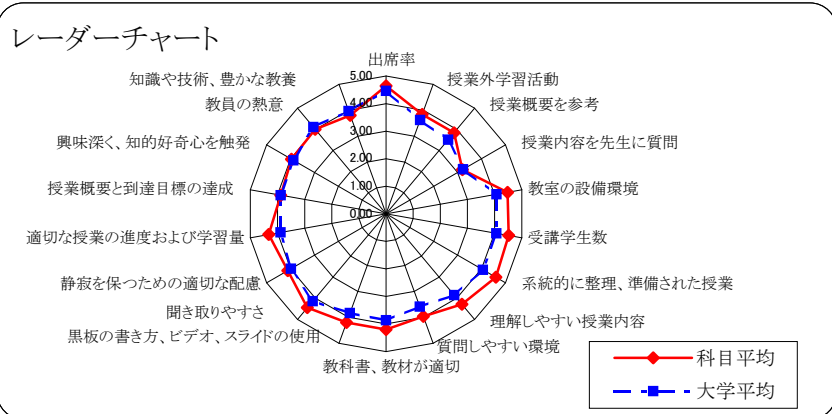 レーダーチャート
出席率
授業外学習活動
授業概要を参考
授業内容を先生に質問
教室の設備環境
受講学生数
系統的に整理、準備された授業
理解しやすい授業内容
質問しやすい環境
教科書、教材が適切
黒板の書き方、ビデオ、スライドの使用
聞き取りやすさ
静寂を保つための適切な配慮
適切な授業の進度および学習量
授業概要と到達目標の達成
興味深く、知的好奇心を触発
教員の熱意
知識や技術、豊かな教養
5.00
4.00
3.00
2.00
1.00
0.00
科目平均
大学平均